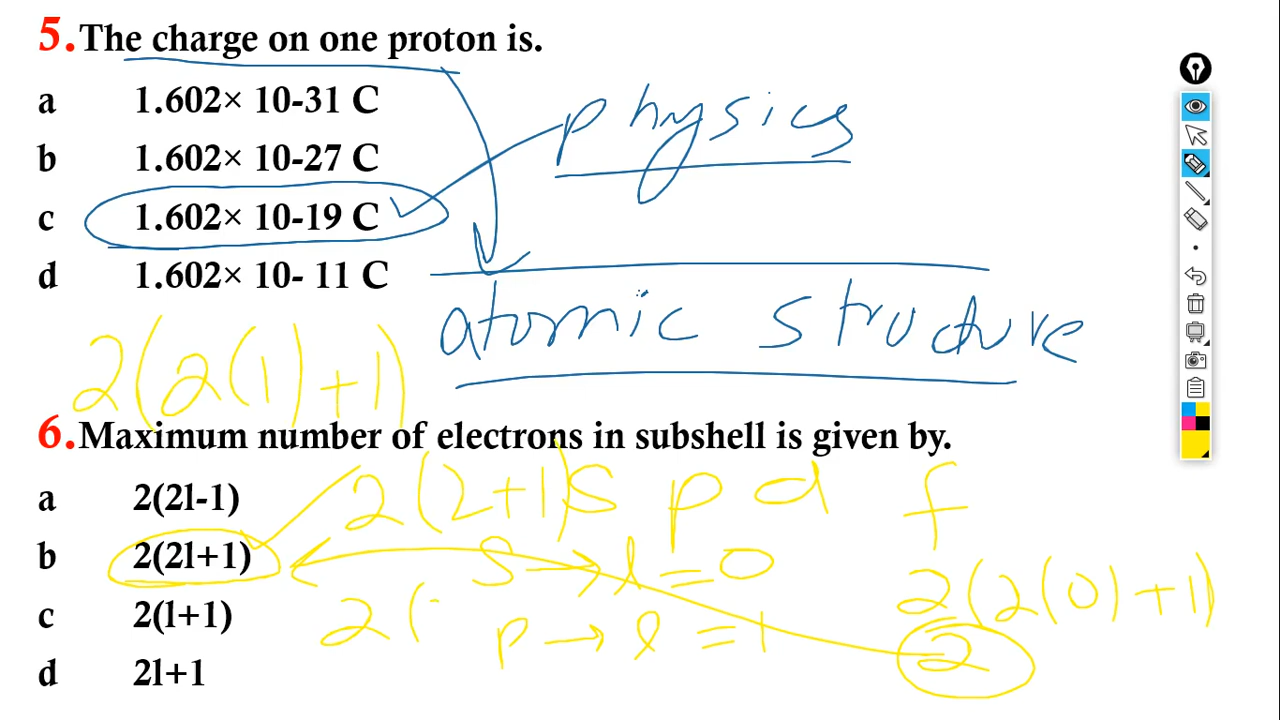 5. The charge on one proton is.
a 1.602× 10-31 C
physics
b 1.602× 10-27 C
c 1.602× 10-19 C
d 1.602× 10- 11 C
atomic structure
2(2(1)+1)
6. Maximum number of electrons in subshell is given by.
a 2(2l-1)
2(2+1) s p d f
b 2(2l+1)
s → l = 0
2(2(0)+1)
c 2(l+1)
2(
p → l = 1
2
d 2l+1